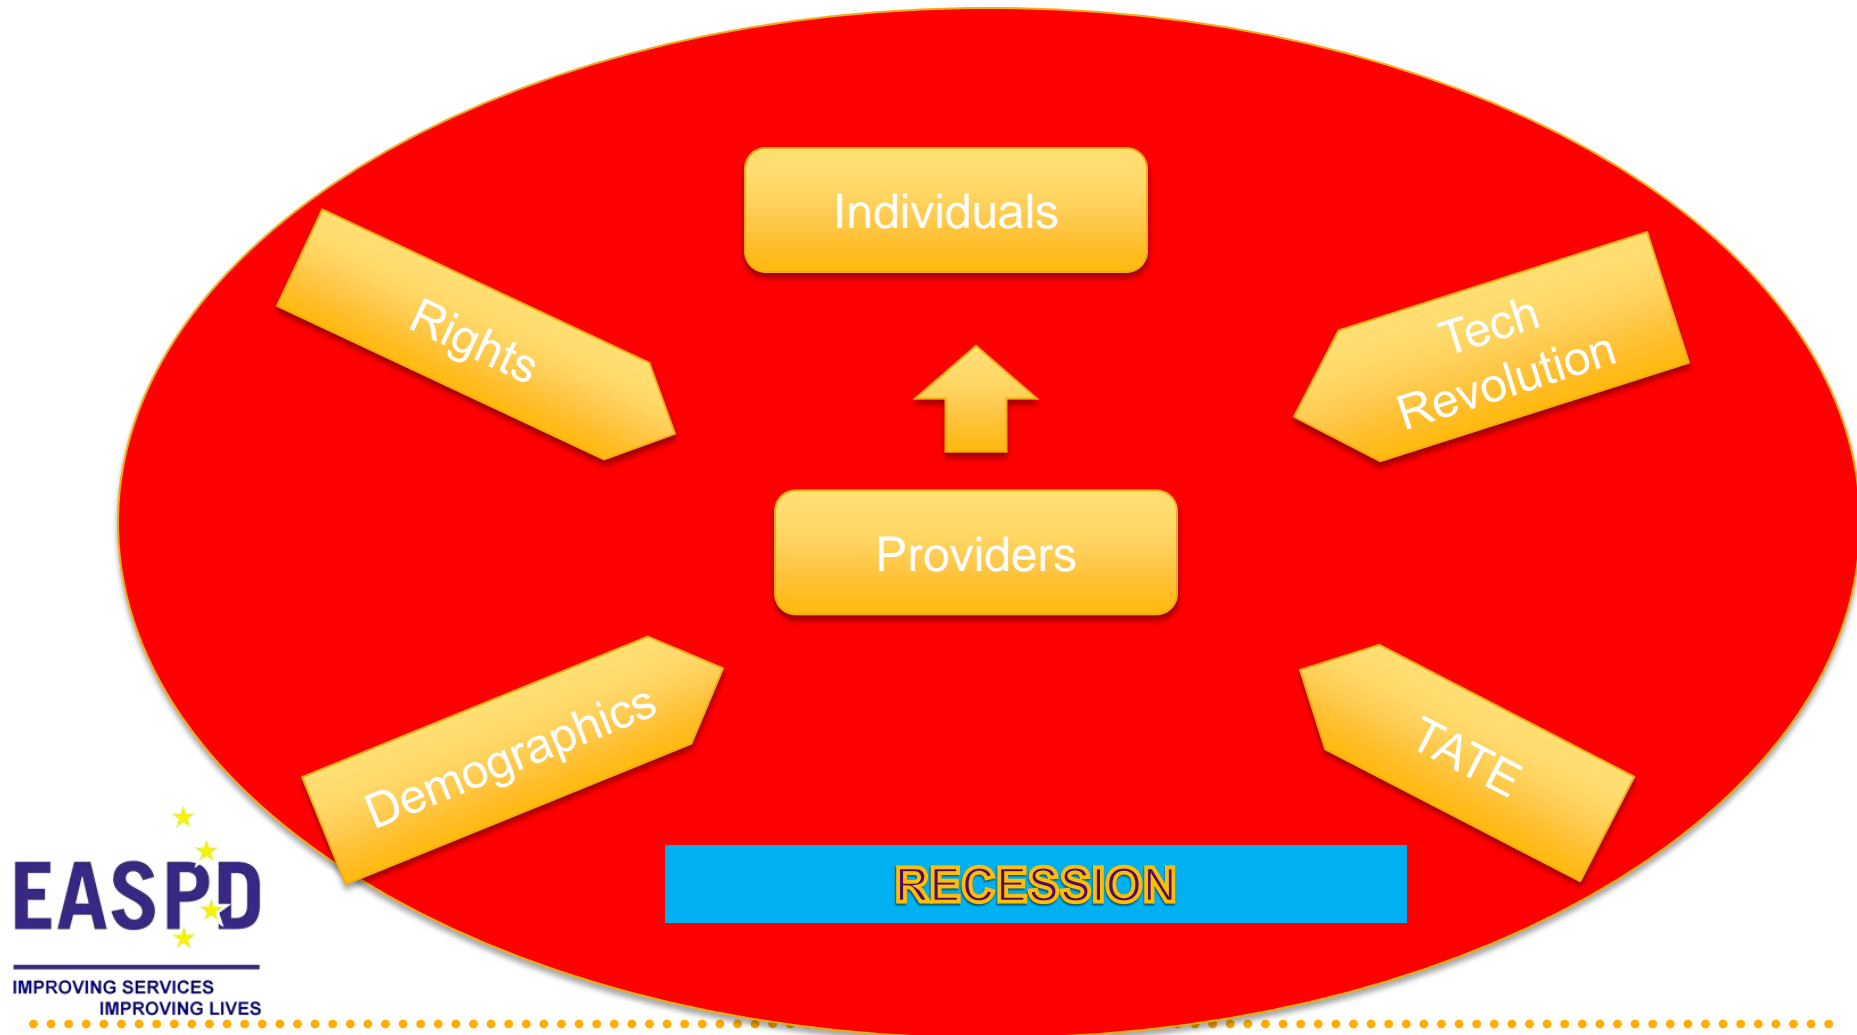 Individuals
Rights
Tech
Revolution
Providers
Demographics
TATE
RECESSION
EASPD
IMPROVING SERVICES
IMPROVING LIVES